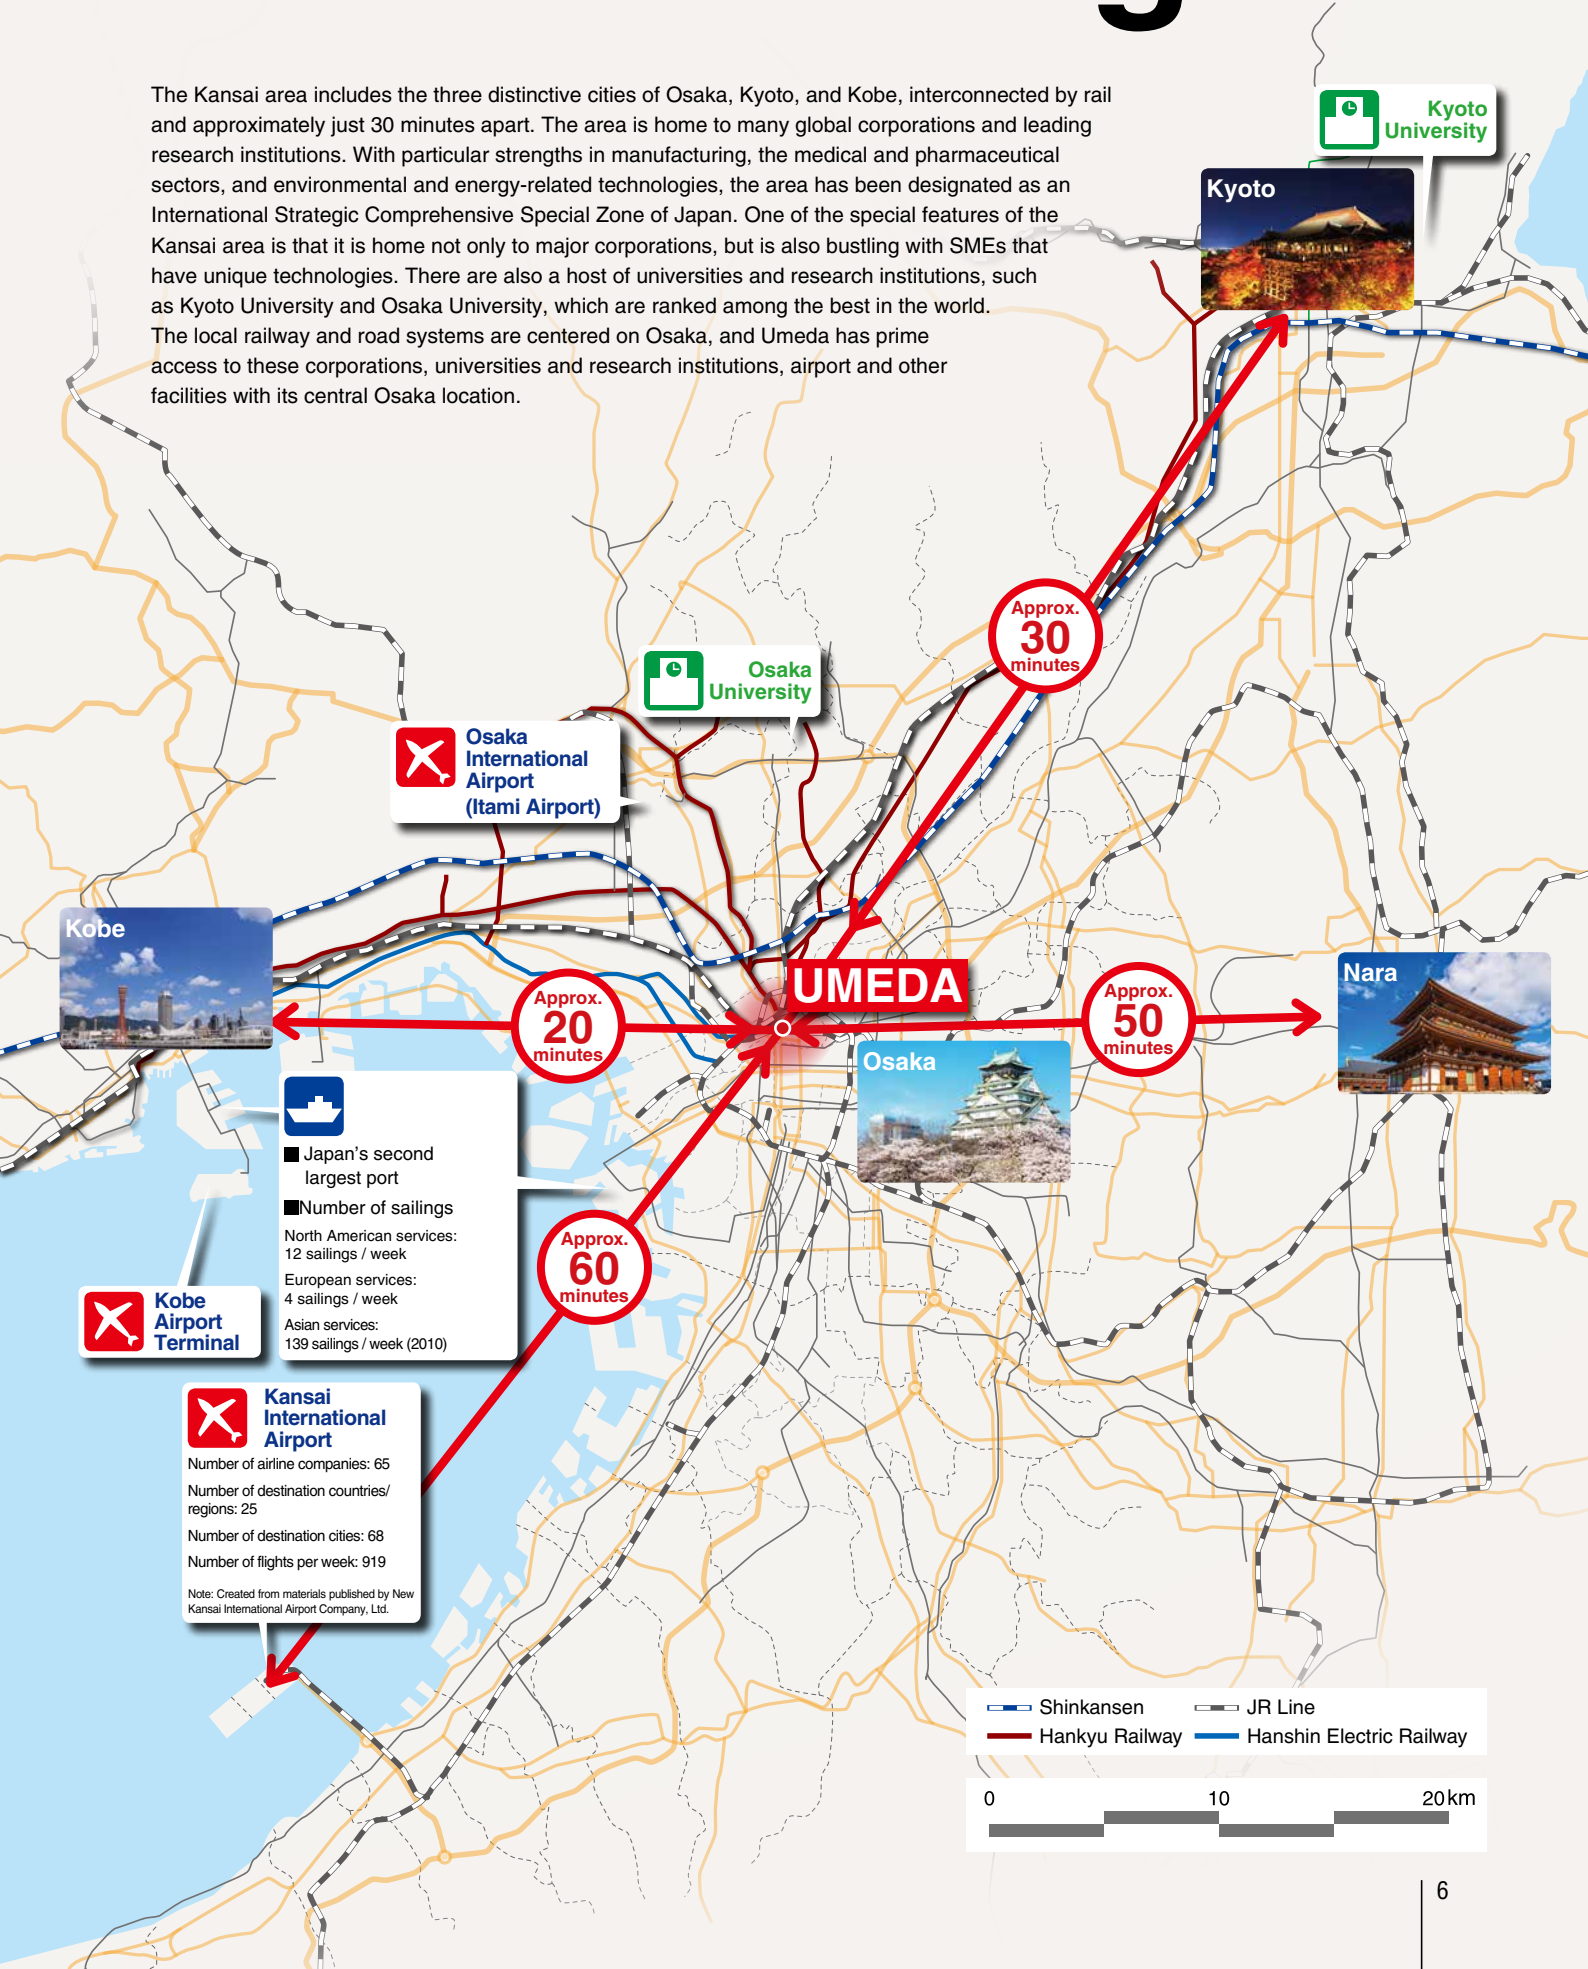 The Kansai area includes the three distinctive cities of Osaka, Kyoto, and Kobe, interconnected by rail
and approximately just 30 minutes apart. The area is home to many global corporations and leading
research institutions. With particular strengths in manufacturing, the medical and pharmaceutical
sectors, and environmental and energy-related technologies, the area has been designated as an
International Strategic Comprehensive Special Zone of Japan. One of the special features of the
Kansai area is that it is home not only to major corporations, but is also bustling with SMEs that
have unique technologies. There are also a host of universities and research institutions, such
as Kyoto University and Osaka University, which are ranked among the best in the world.
The local railway and road systems are centered on Osaka, and Umeda has prime
access to these corporations, universities and research institutions, airport and other
facilities with its central Osaka location.
Kyoto
University
Kyoto
Approx.
30
minutes
Osaka
University
Osaka
International
Airport
(Itami Airport)
Kobe
UMEDA
Approx.
20
minutes
Approx.
50
minutes
Nara
Osaka
Japan's second
largest port
Number of sailings
North American services:
12 sailings / week
European services:
4 sailings / week
Asian services:
139 sailings / week (2010)
Approx.
60
minutes
Kobe
Airport
Terminal
Kansai
International
Airport
Number of airline companies: 65
Number of destination countries/
regions: 25
Number of destination cities: 68
Number of flights per week: 919
Note: Created from materials published by New
Kansai International Airport Company, Ltd.
Shinkansen
JR Line
Hankyu Railway
Hanshin Electric Railway
0 10 20 km
6